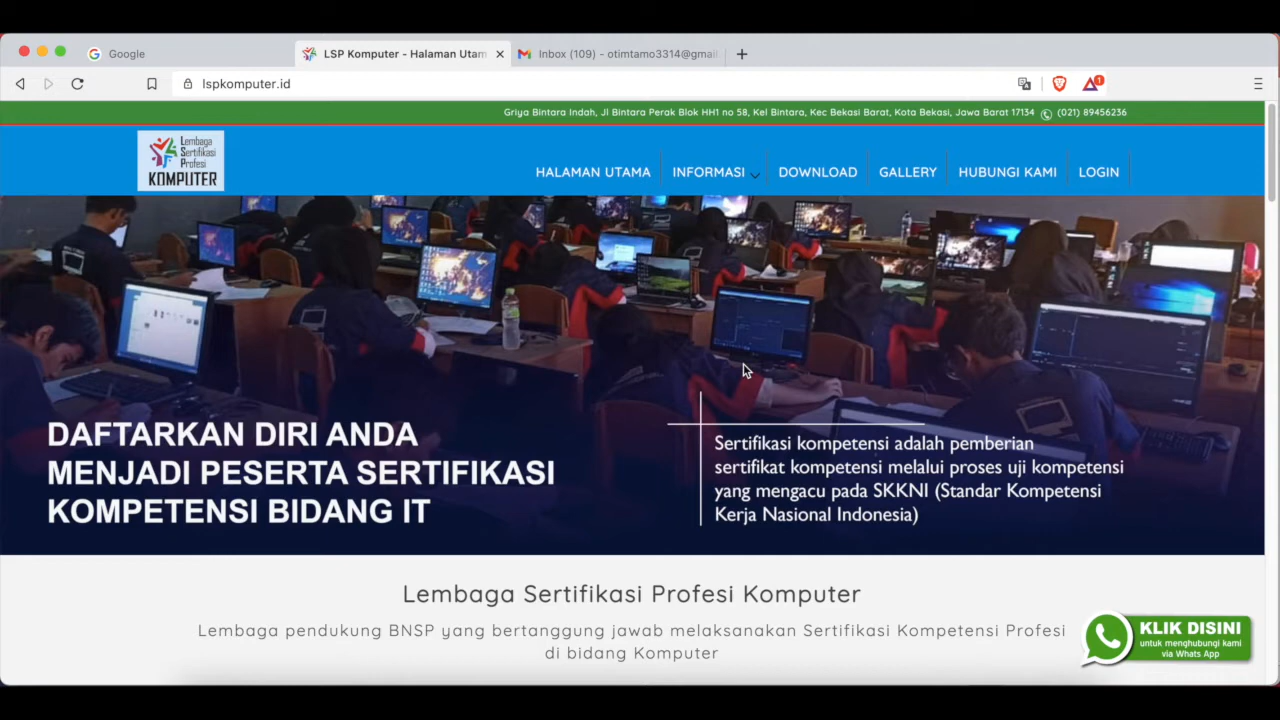 Google
LSP Komputer - Halaman Utam
Inbox (109) - otimtamo3314@gmai
lspkomputer.id
1
Griya Bintara Indah, Jl Bintara Perak Blok HH1 no 58, Kel Bintara, Kec Bekasi Barat, Kota Bekasi, Jawa Barat 17134 (021) 89456236
Lembaga
Sertifikasi
Profesi
KOMPUTER
HALAMAN UTAMA INFORMASI DOWNLOAD GALLERY HUBUNGI KAMI LOGIN
DAFTARKAN DIRI ANDA
MENJADI PESERTA SERTIFIKASI
KOMPETENSI BIDANG IT
Sertifikasi kompetensi adalah pemberian
sertifikat kompetensi melalui proses uji kompetensi
yang mengacu pada SKKNI (Standar Kompetensi
Kerja Nasional Indonesia)
Lembaga Sertifikasi Profesi Komputer
Lembaga pendukung BNSP yang bertanggung jawab melaksanakan Sertifikasi Kompetensi Profesi
di bidang Komputer
KLIK DISINI
untuk menghubungi kami
via Whats App